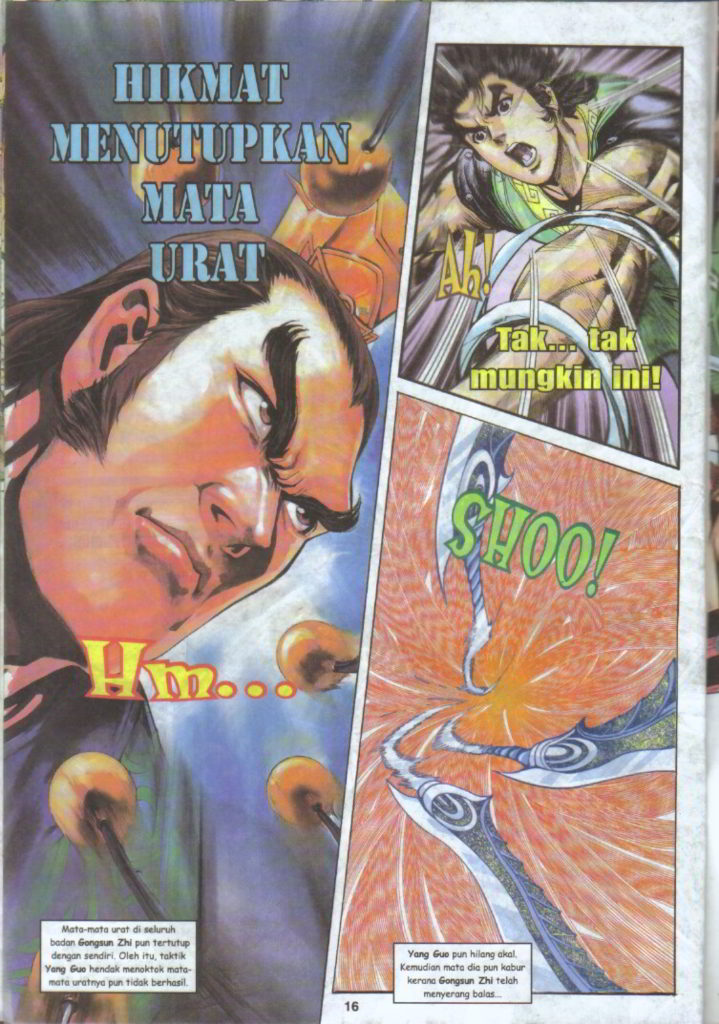 HIKMAT
MENUTUPKAN
MATA
URAT
Hm...
Mata-mata urat di seluruh
badan Gongsun Zhi pun tertutup
dengan sendiri. Oleh itu, taktik
Yang Guo hendak menotok mata-
mata uratnya pun tidak berhasil.
Ah!
Tak... tak
mungkin ini!
SHOO!
Yang Guo pun hilang akal.
Kemudian mata dia pun kabur
kerana Gongsun Zhi telah
menyerang balas...
16